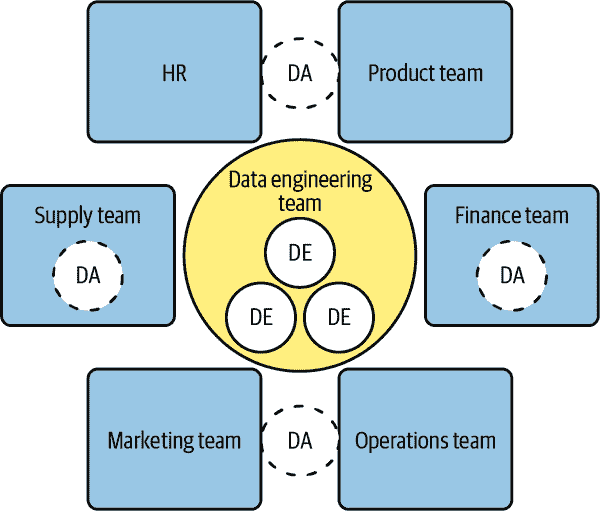 HR
DA
Product team
Data engineering
team
Supply team
DA
DE
DE
DE
Finance team
DA
Marketing team
DA
Operations team